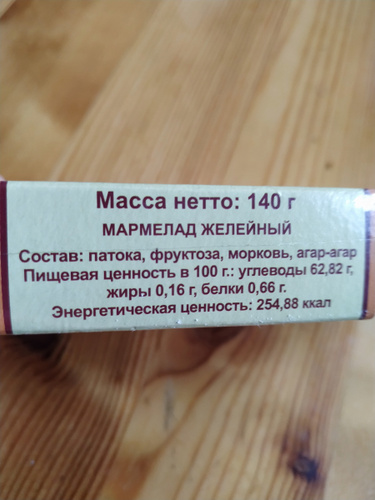 Масса нетто: 140 г
МАРМЕЛАД ЖЕЛЕЙНЫЙ
Состав: патока, фруктоза, морковь, агар-агар
Пищевая ценность в 100 г.: углеводы 62,82 г,
жиры 0,16 г, белки 0,66 г.
Энергетическая ценность: 254,88 ккал